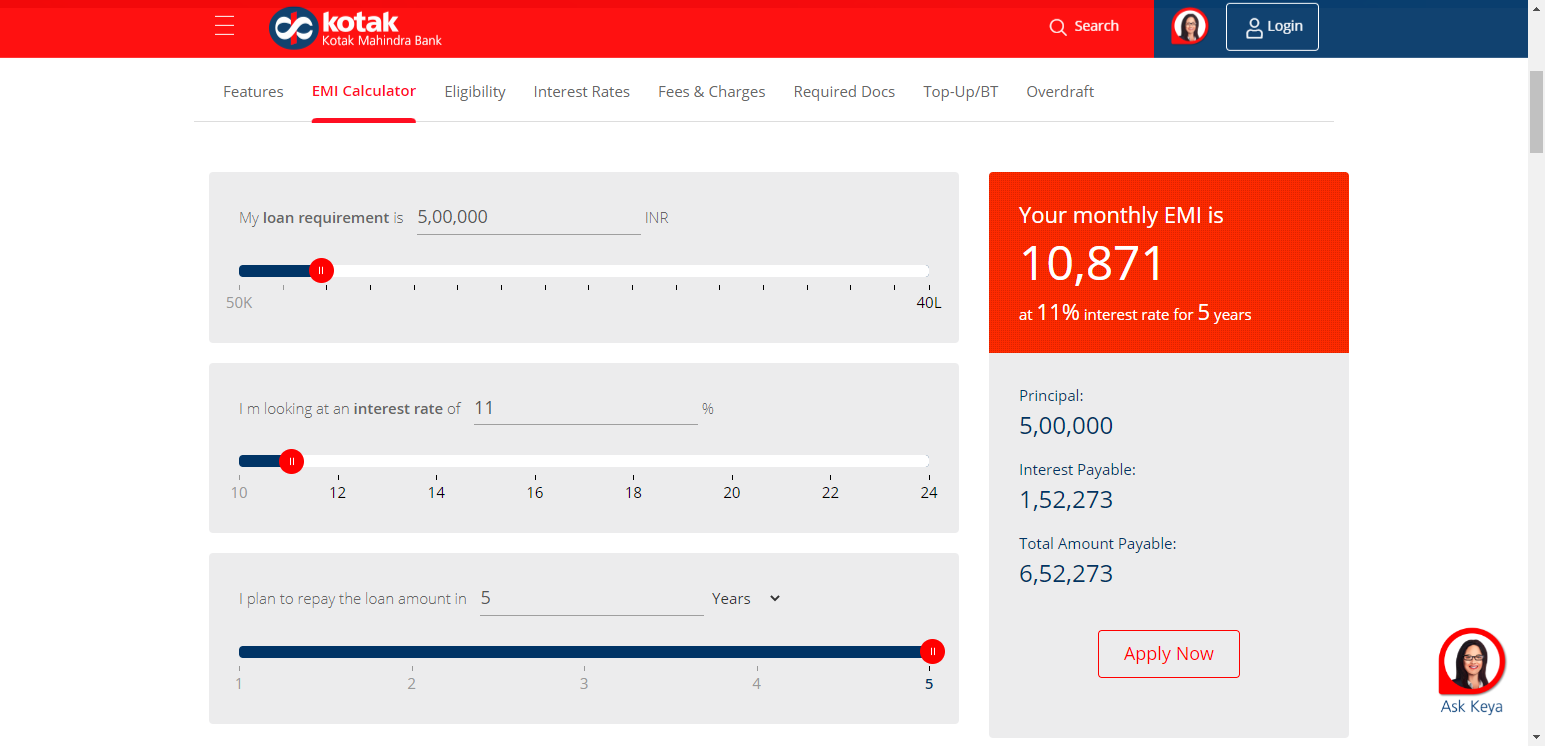 kotak
Kotak Mahindra Bank
Search
Login
Features EMI Calculator Eligibility Interest Rates Fees & Charges Required Docs Top-Up/BT Overdraft
My loan requirement is 5,00,000 INR
50K 40L
I m looking at an interest rate of 11 %
10 12 14 16 18 20 22 24
I plan to repay the loan amount in 5 Years
1 2 3 4 5
Your monthly EMI is
10,871
at 11% interest rate for 5 years
Principal:
5,00,000
Interest Payable:
1,52,273
Total Amount Payable:
6,52,273
Apply Now
Ask Keya